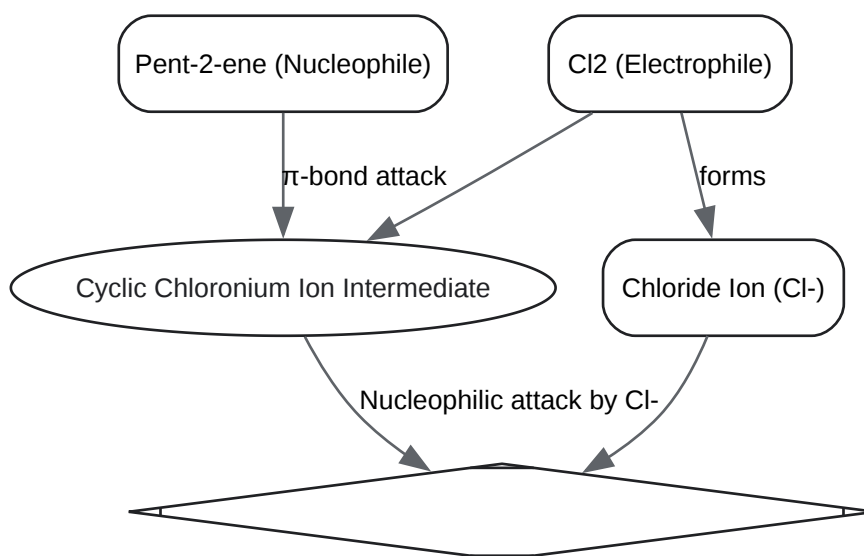 Pent-2-ene (Nucleophile)
Cl2 (Electrophile)
π-bond attack
forms
Cyclic Chloronium Ion Intermediate
Chloride Ion (Cl-)
Nucleophilic attack by Cl-